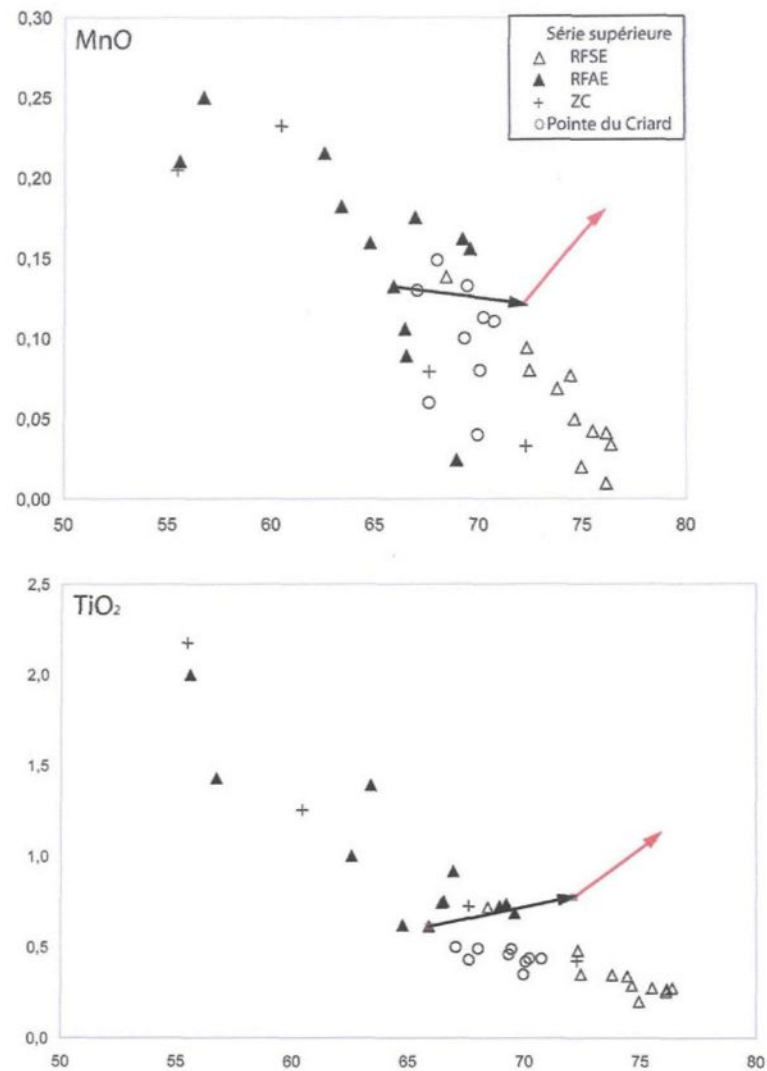 0,30
MnO
Série supérieure
△ RFSE
▲ RFAE
+ ZC
○ Pointe du Criard
0,25
0,20
0,15
0,10
0,05
0,00
50 55 60 65 70 75 80
2,5
TiO₂
2,0
1,5
1,0
0,5
0,0
50 55 60 65 70 75 80